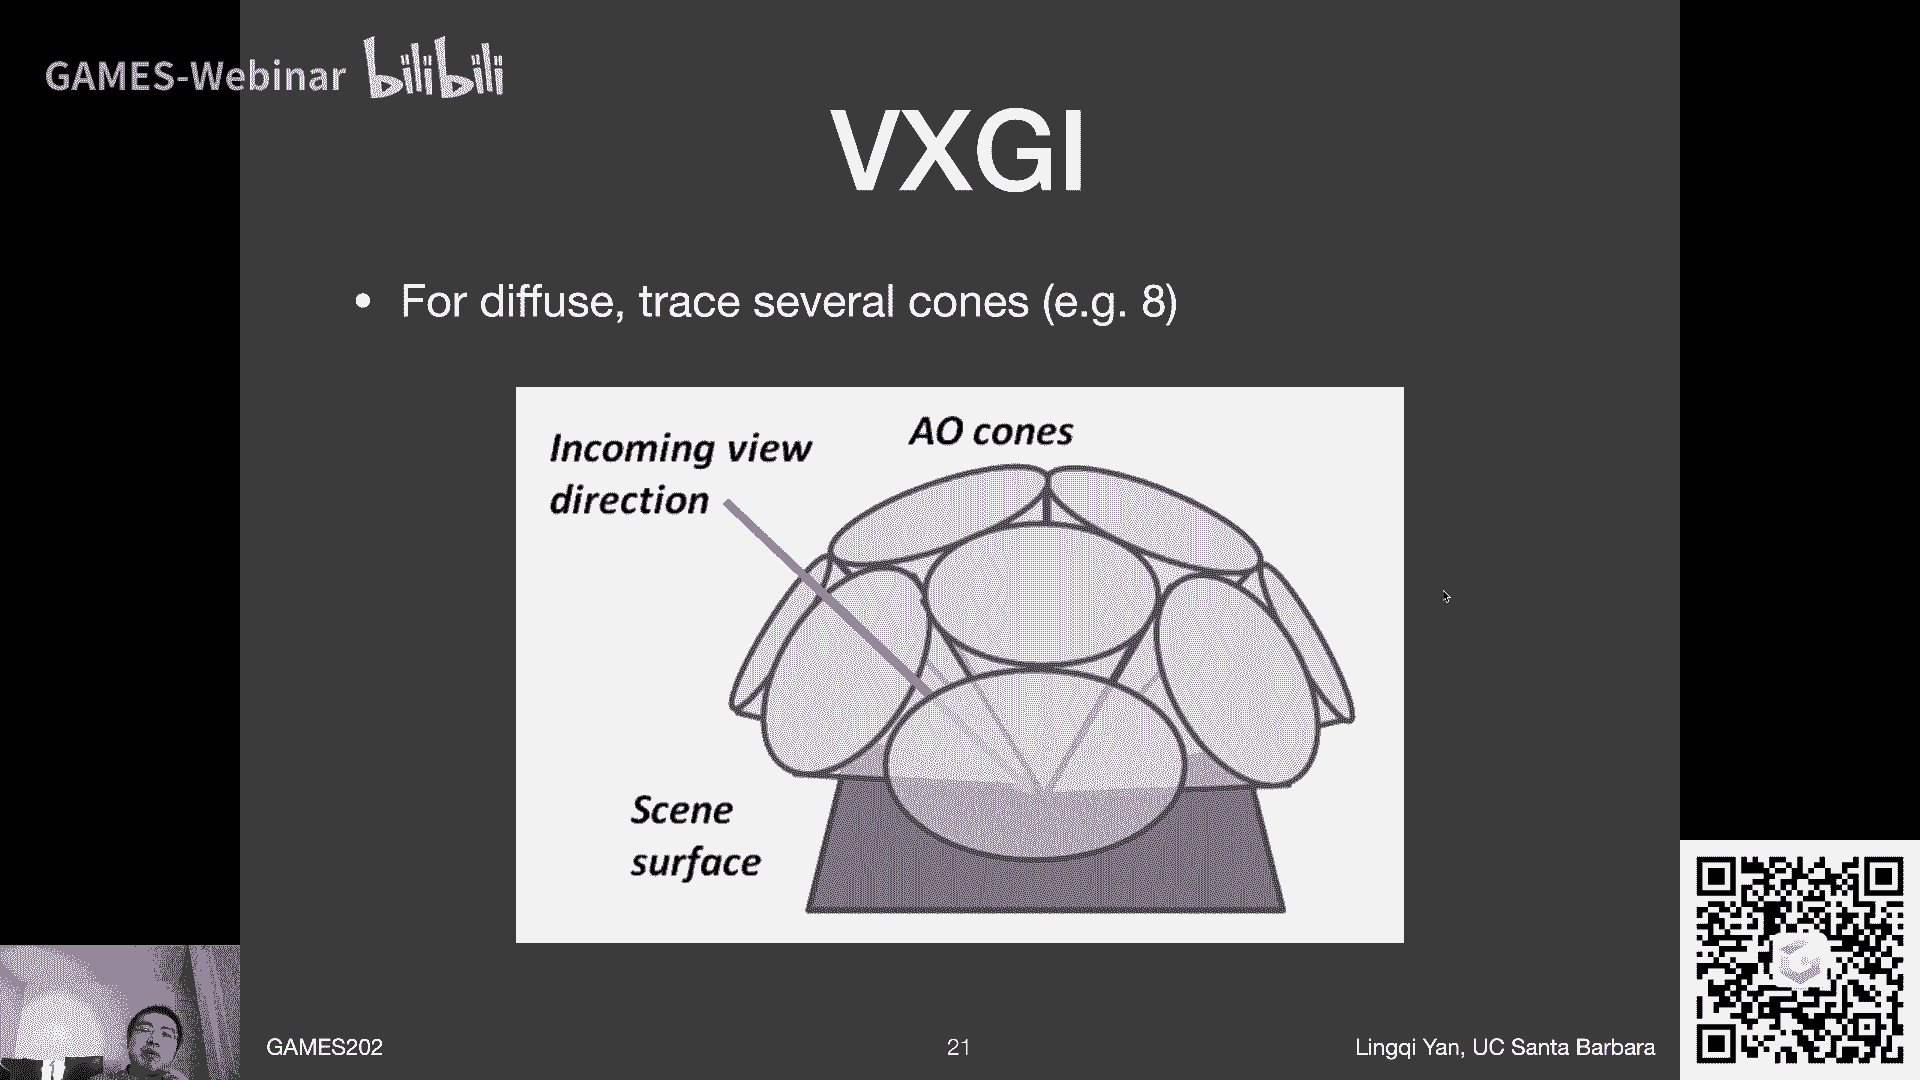 GAMES-Webinar bilibili
VXGI
• For diffuse, trace several cones (e.g. 8)
AO cones
Incoming view
direction
Scene
surface
GAMES202
21
Lingqi Yan, UC Santa Barbara